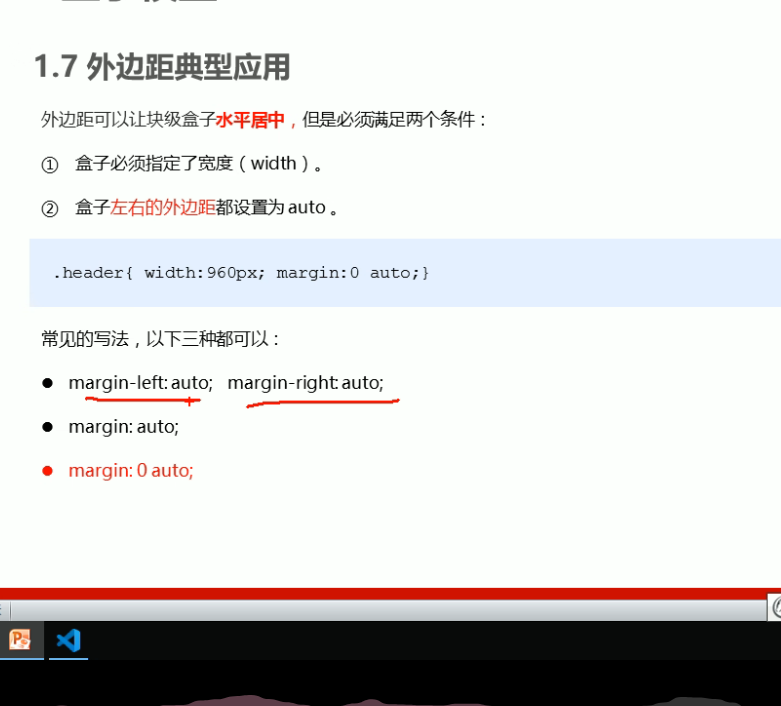 1.7 外边距典型应用
外边距可以让块级盒子水平居中，但是必须满足两个条件：
① 盒子必须指定了宽度（width）。
② 盒子左右的外边距都设置为 auto 。
.header{ width:960px; margin:0 auto;}
常见的写法，以下三种都可以：
● margin-left: auto; margin-right: auto;
● margin: auto;
● margin: 0 auto;